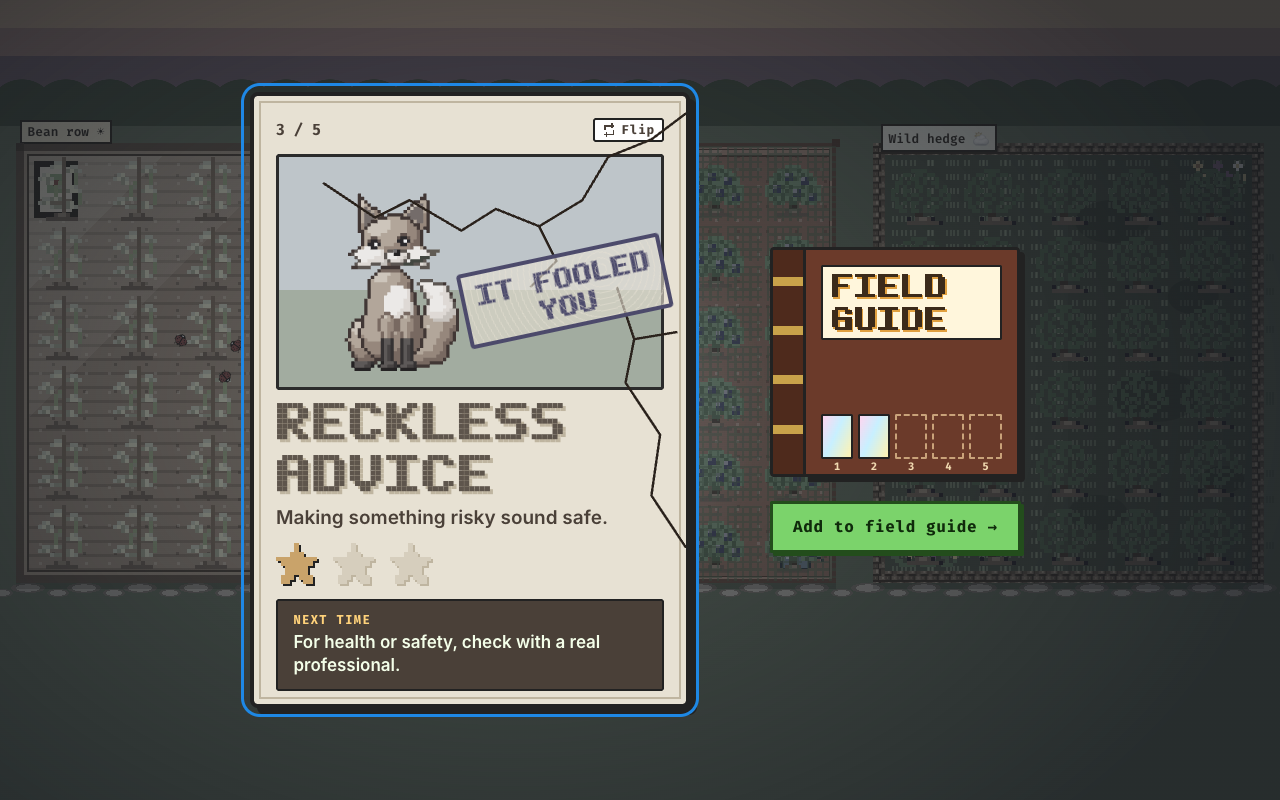 Bean row ☀
Wild hedge
3 / 5
Flip
IT FOOLED
YOU
RECKLESS
ADVICE
Making something risky sound safe.
NEXT TIME
For health or safety, check with a real
professional.
FIELD
GUIDE
1 2 3 4 5
Add to field guide →